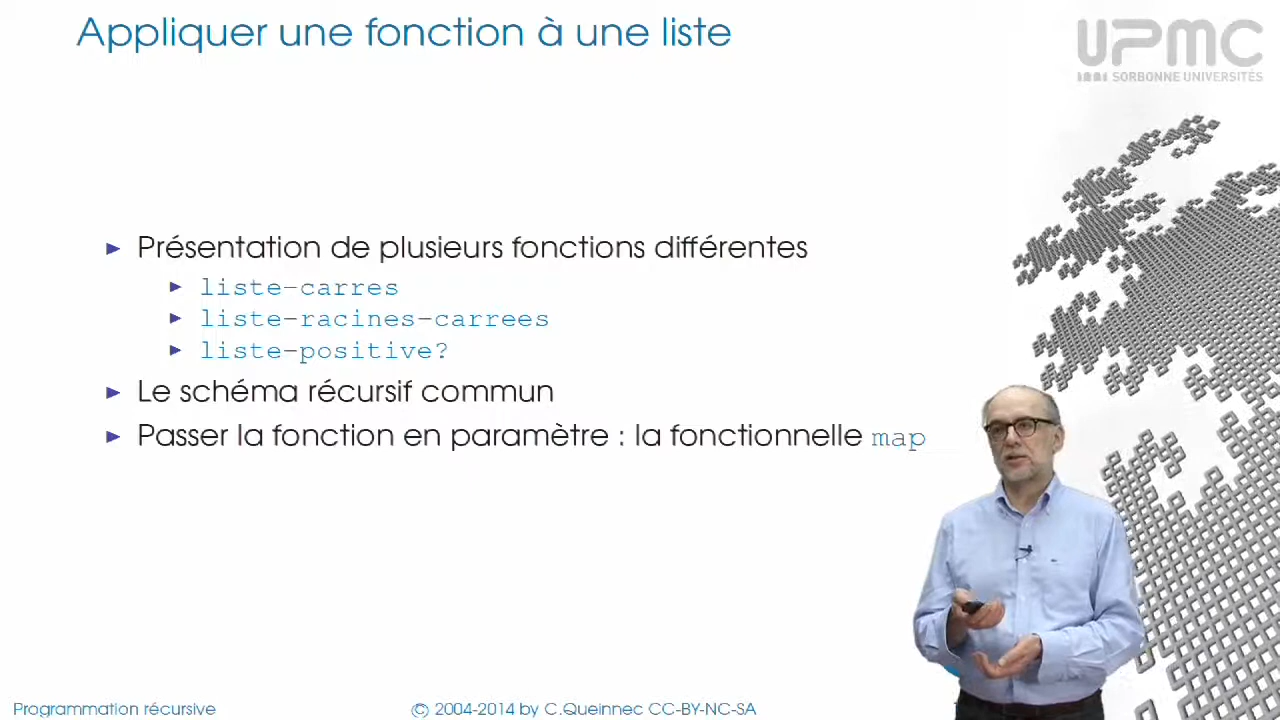 Appliquer une fonction à une liste
UPMC
SORBONNE UNIVERSITÉS
Présentation de plusieurs fonctions différentes
liste-carres
liste-racines-carrees
liste-positive?
Le schéma récursif commun
Passer la fonction en paramètre : la fonctionnelle map
Programmation récursive
© 2004-2014 by C.Queinnec CC-BY-NC-SA